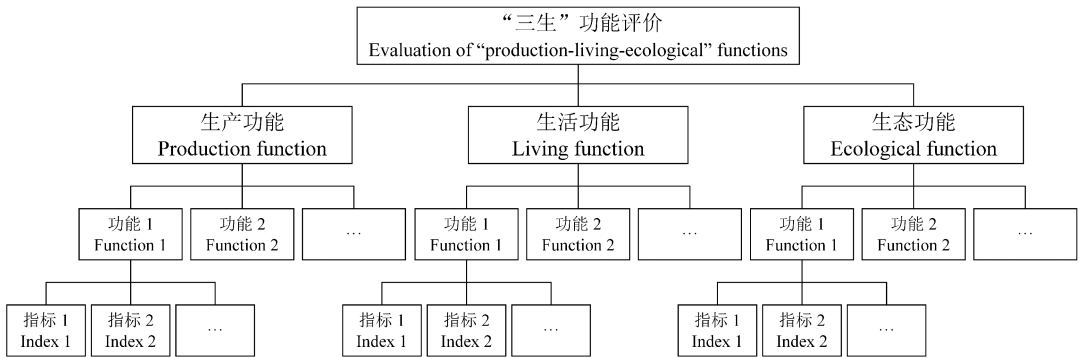 “三生”功能评价
Evaluation of “production-living-ecological” functions
生产功能
Production function
生活功能
Living function
生态功能
Ecological function
功能 1
Function 1
功能 2
Function 2
…
功能 1
Function 1
功能 2
Function 2
…
功能 1
Function 1
功能 2
Function 2
…
指标 1
Index 1
指标 2
Index 2
…
指标 1
Index 1
指标 2
Index 2
…
指标 1
Index 1
指标 2
Index 2
…